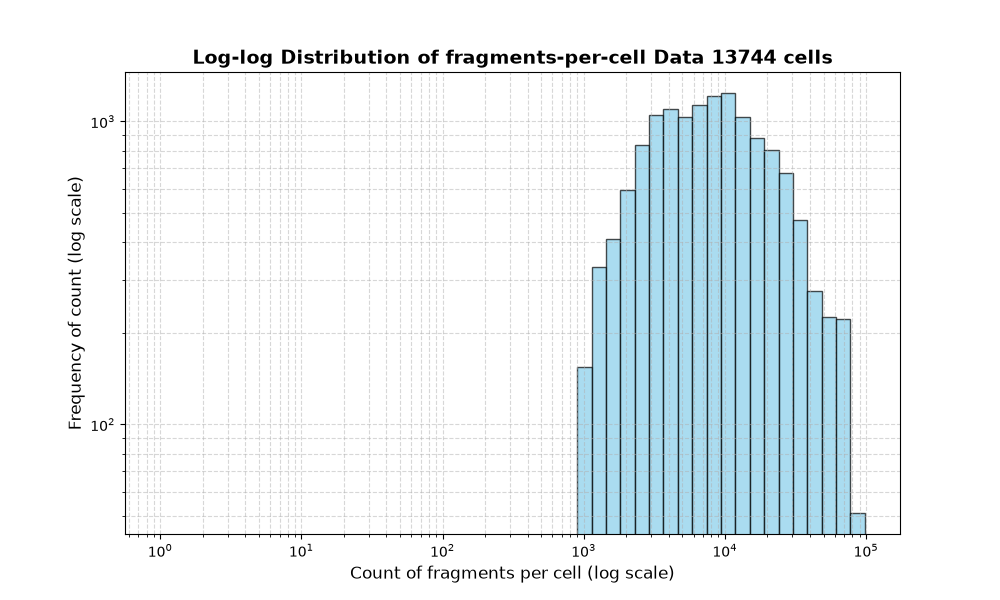 Log-log Distribution of fragments-per-cell Data 13744 cells
Frequency of count (log scale)
10³
10²
10⁰ 10¹ 10² 10³ 10⁴ 10⁵
Count of fragments per cell (log scale)